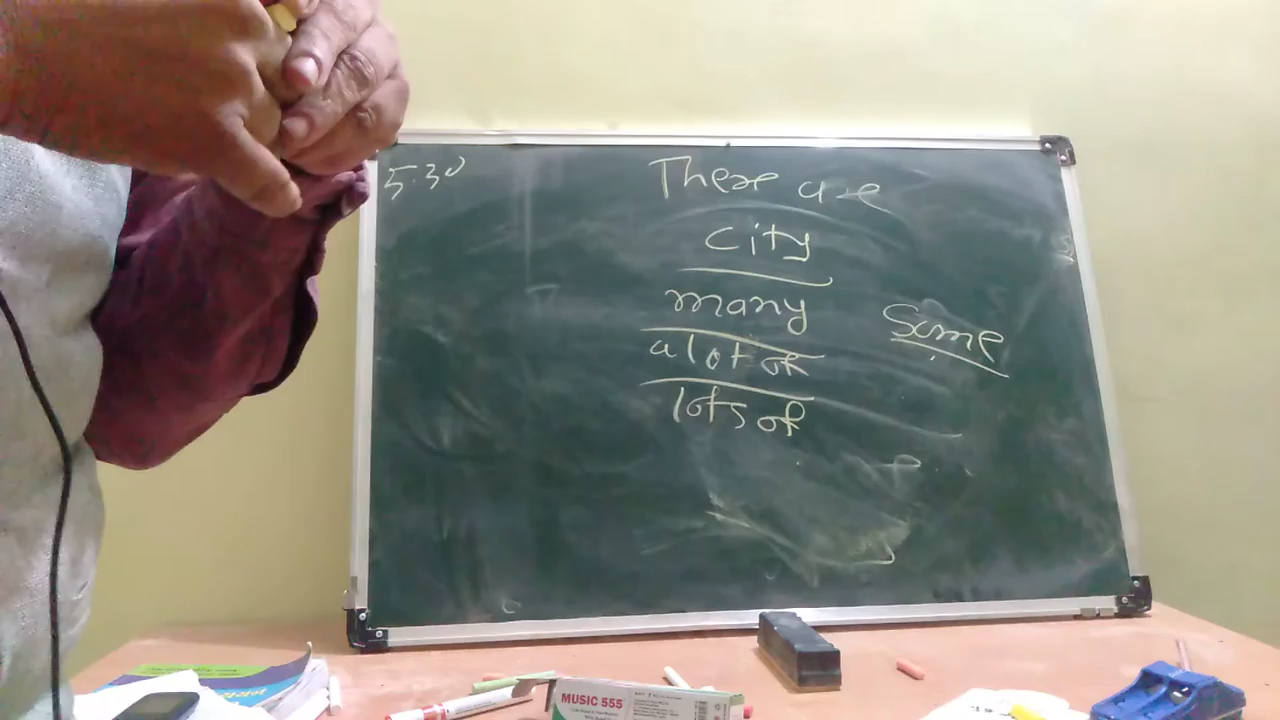 5.30
There are
city
many
a lot of
lots of
Some
MUSIC 555